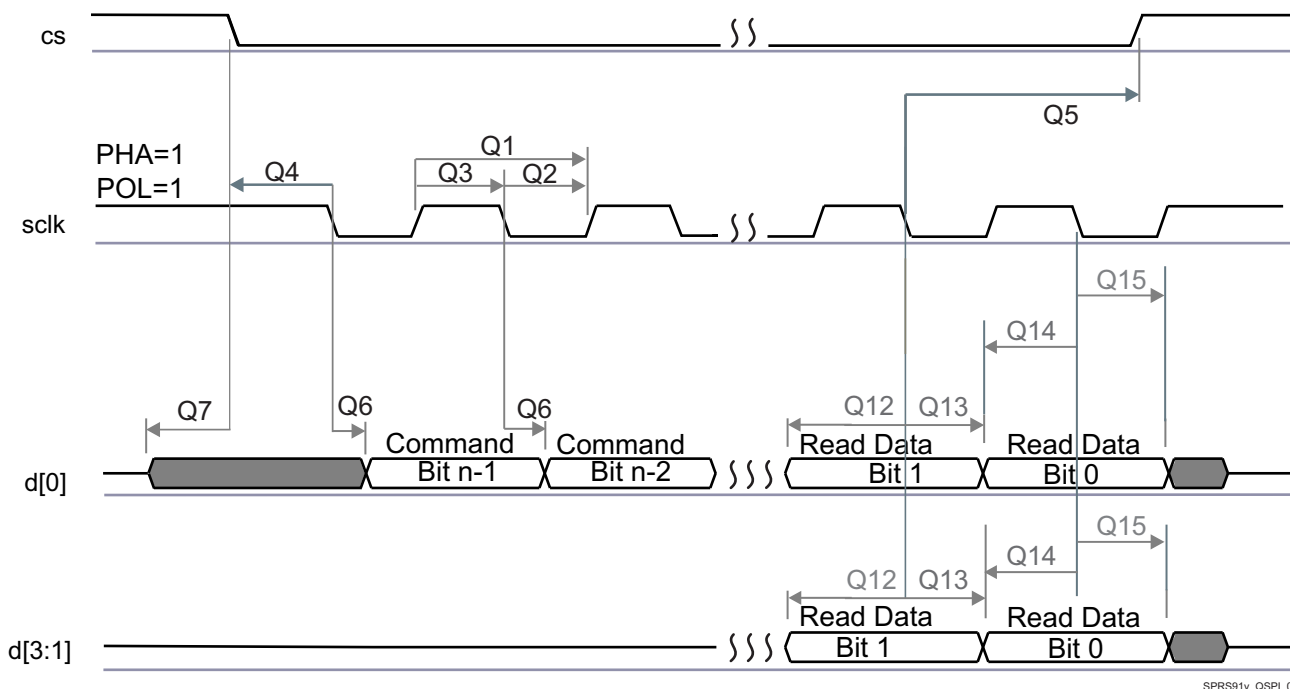 cs
Q5
PHA=1
POL=1
Q4
Q1
Q3
Q2
sclk
Q15
Q14
Q7
Q6
Q6
Q12
Q13
Command
Command
Read Data
Read Data
d[0]
Bit n-1
Bit n-2
Bit 1
Bit 0
Q15
Q14
Q12
Q13
Read Data
Read Data
d[3:1]
Bit 1
Bit 0